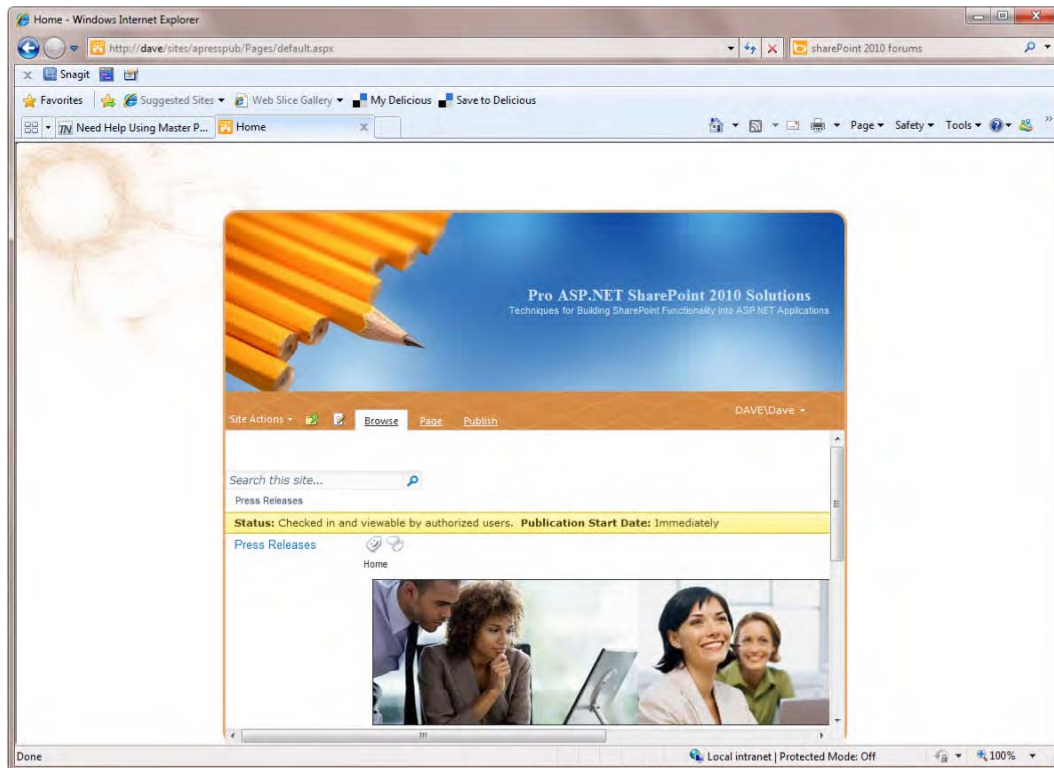 Home - Windows Internet Explorer
http://dave/sites/apresspub/Pages/default.aspx
sharePoint 2010 forums
x Snagit
Favorites Suggested Sites Web Slice Gallery My Delicious Save to Delicious
TN Need Help Using Master P... Home x Page Safety Tools »
Pro ASP.NET SharePoint 2010 Solutions
Techniques for Building SharePoint Functionality into ASP.NET Applications
Site Actions Browse Page Publish DAVE\Dave
Search this site...
Press Releases
Status: Checked in and viewable by authorized users. Publication Start Date: Immediately
Press Releases
Home
Done Local intranet | Protected Mode: Off 100%